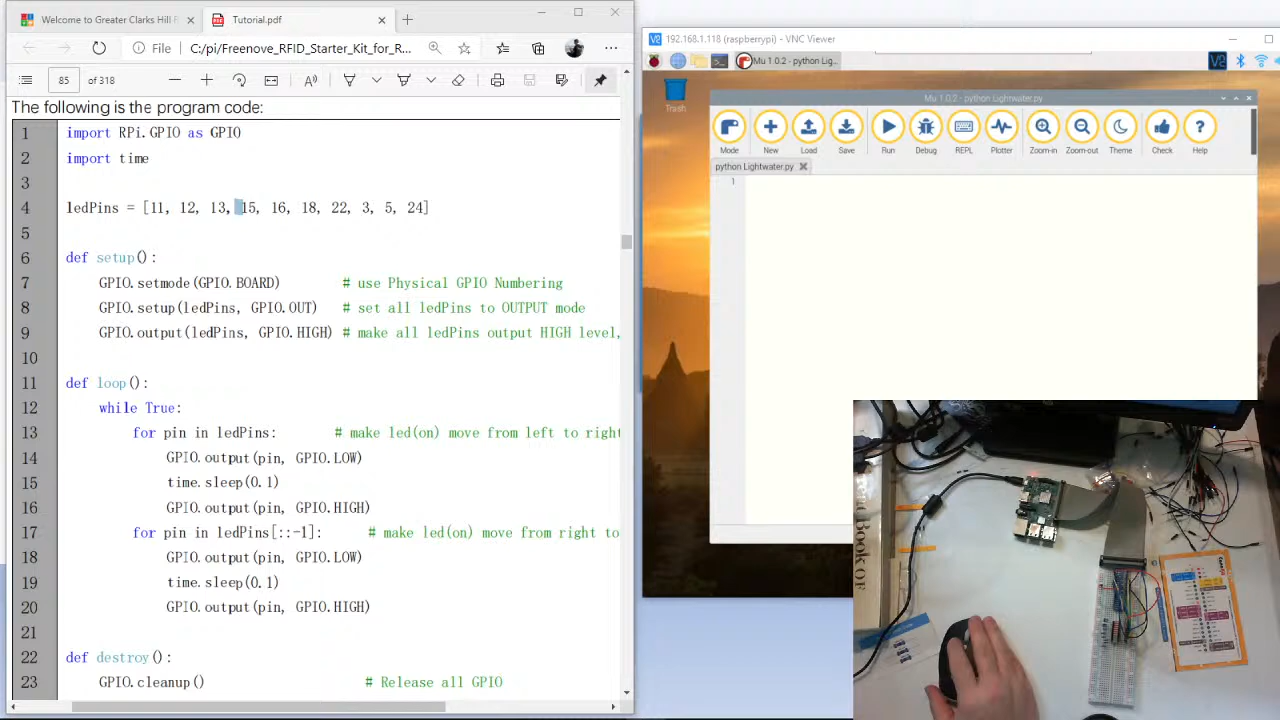 Welcome to Greater Clarks Hill R
Tutorial.pdf
File C:/pi/Freenove_RFID_Starter_Kit_for_R...
85 of 318
The following is the program code:
1 import RPi.GPIO as GPIO
2 import time
3
4 ledPins = [11, 12, 13, 15, 16, 18, 22, 3, 5, 24]
5
6 def setup():
7 GPIO.setmode(GPIO.BOARD) # use Physical GPIO Numbering
8 GPIO.setup(ledPins, GPIO.OUT) # set all ledPins to OUTPUT mode
9 GPIO.output(ledPins, GPIO.HIGH) # make all ledPins output HIGH level,
10
11 def loop():
12 while True:
13 for pin in ledPins: # make led(on) move from left to right
14 GPIO.output(pin, GPIO.LOW)
15 time.sleep(0.1)
16 GPIO.output(pin, GPIO.HIGH)
17 for pin in ledPins[::-1]: # make led(on) move from right to
18 GPIO.output(pin, GPIO.LOW)
19 time.sleep(0.1)
20 GPIO.output(pin, GPIO.HIGH)
21
22 def destroy():
23 GPIO.cleanup() # Release all GPIO
192.168.1.118 (raspberrypi) - VNC Viewer
Mu 1.0.2 - python Lig...
Trash
Mu 1.0.2 - python Lightwater.py
Mode New Load Save Run Debug REPL Plotter Zoom-in Zoom-out Theme Check Help
python Lightwater.py
1
Book OF